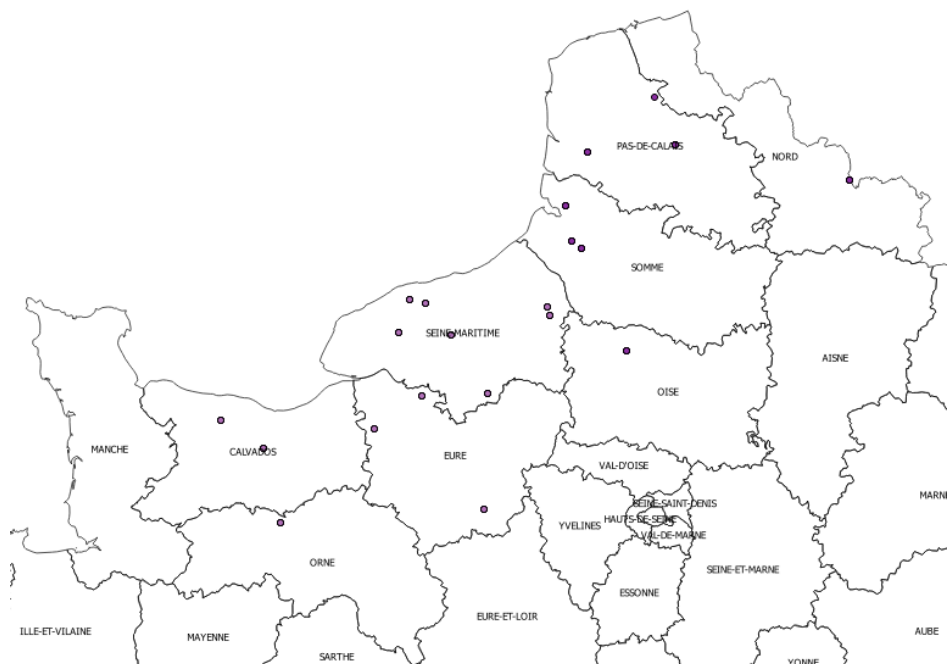 PAS-DE-CALAIS
NORD
SOMME
SEINE-MARITIME
AISNE
OISE
MANCHE
CALVADOS
EURE
VAL-D'OISE
MARNE
SEINE-SAINT-DENIS
HAUTS-DE-SEINE
YVELINES
VAL-DE-MARNE
ORNE
SEINE-ET-MARNE
ESSONNE
EURE-ET-LOIR
ILLE-ET-VILAINE
AUBE
MAYENNE
SARTHE
YONNE